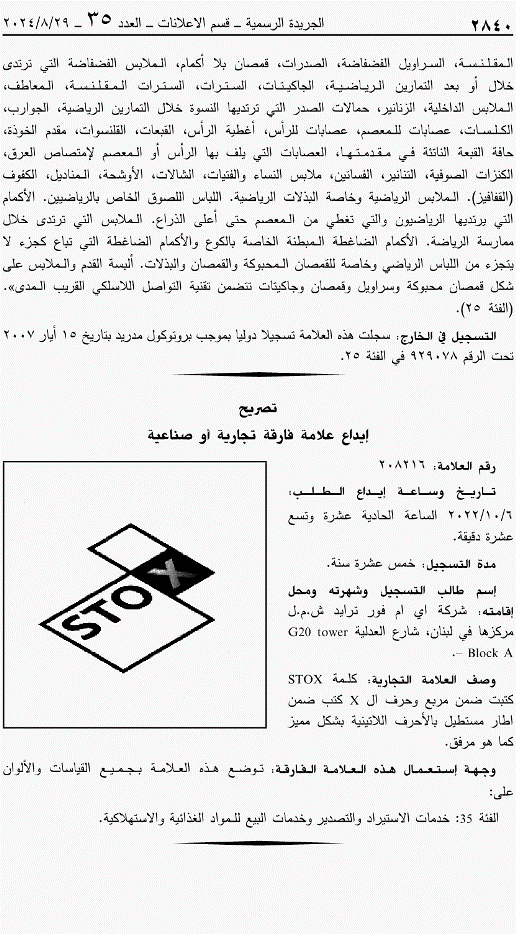 ٢٨٤٠
الجريدة الرسمية – قسم الاعلانات – العدد ٣٥ – ٢٠٢٤/٨/٢٩
المقلنسة، السراويل الفضفاضة، الصدرات، قمصان بلا أكمام، الملابس الفضفاضة التي ترتدى
خلال أو بعد التمارين الرياضية، الجاكيتات، السترات، السترات المقلنسة، المعاطف،
الملابس الداخلية، الزنانير، حمالات الصدر التي ترتديها النسوة خلال التمارين الرياضية، الجوارب،
الكلسات، عصابات للمعصم، عصابات للرأس، أغطية الرأس، القبعات، القلنسوات، مقدم الخوذة،
حافة القبعة الناتئة في مقدمتها، العصابات التي يلف بها الرأس أو المعصم لإمتصاص العرق،
الكنزات الصوفية، التنانير، الفساتين، ملابس النساء والفتيات، الشالات، الأوشحة، المناديل، الكفوف
(القفافيز). الملابس الرياضية وخاصة البذلات الرياضية. اللباس اللصوق الخاص بالرياضيين. الأكمام
التي يرتديها الرياضيون والتي تغطي من المعصم حتى أعلى الذراع. الملابس التي ترتدى خلال
ممارسة الرياضة. الأكمام الضاغطة المبطنة الخاصة بالكوع والأكمام الضاغطة التي تباع كجزء لا
يتجزء من اللباس الرياضي وخاصة للقمصان المحبوكة والقمصان والبذلات. ألبسة القدم والملابس على
شكل قمصان محبوكة وسراويل وقمصان وجاكيتات تتضمن تقنية التواصل اللاسلكي القريب المدى».
(الفئة ٢٥).
التسجيل في الخارج: سجلت هذه العلامة تسجيلا دوليا بموجب بروتوكول مدريد بتاريخ ١٥ أيار ٢٠٠٧
تحت الرقم ٩٢٩٠٧٨ في الفئة ٢٥.
تصريح
إيداع علامة فارقة تجارية أو صناعية
رقم العلامة: ٢٠٨٢١٦
تاريخ وساعة إيداع الطلب:
٢٠٢٢/١٠/٦ الساعة الحادية عشرة وتسع
عشرة دقيقة.
مدة التسجيل: خمس عشرة سنة.
إسم طالب التسجيل وشهرته ومحل
إقامته: شركة اي ام فور ترايد ش.م.ل
مركزها في لبنان، شارع العدلية G20 tower
– Block A.
وصف العلامة التجارية: كلمة STOX
كتبت ضمن مربع وحرف ال X كتب ضمن
اطار مستطيل بالأحرف اللاتينية بشكل مميز
كما هو مرفق.
STOX
وجهة إستعمال هذه العلامة الفارقة: توضع هذه العلامة بجميع القياسات والألوان
على:
الفئة 35: خدمات الاستيراد والتصدير وخدمات البيع للمواد الغذائية والاستهلاكية.